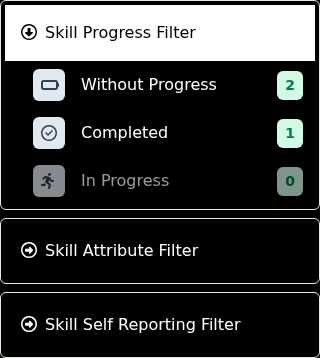 Skill Progress Filter
Without Progress 2
Completed 1
In Progress 0
Skill Attribute Filter
Skill Self Reporting Filter